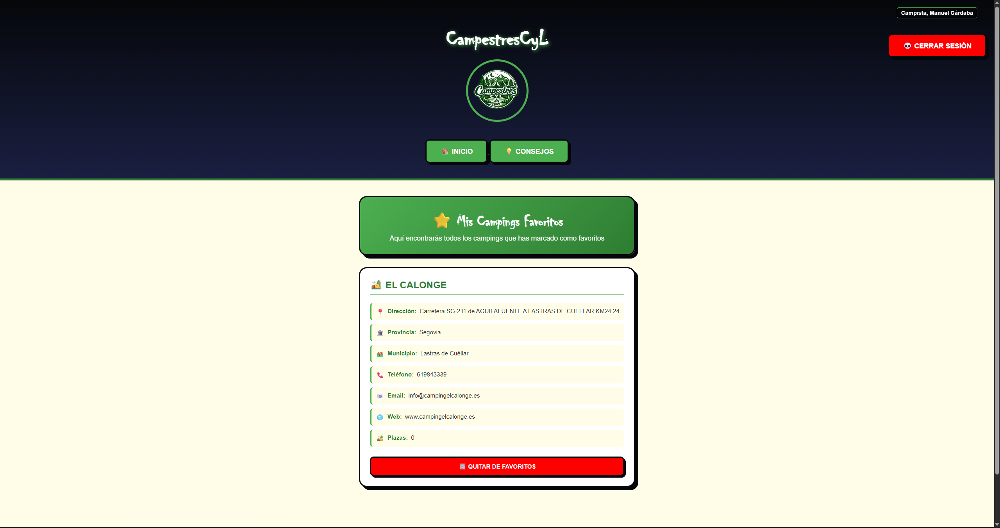 Campista, Manuel Cárdaba
CampestresCyL
💀 CERRAR SESIÓN
Campestres
CYL
🏠 INICIO
💡 CONSEJOS
⭐ Mis Campings Favoritos
Aquí encontrarás todos los campings que has marcado como favoritos
🏕️ EL CALONGE
📍 Dirección: Carretera SG-211 de AGUILAFUENTE A LASTRAS DE CUELLAR KM24 24
🏛️ Provincia: Segovia
🏘️ Municipio: Lastras de Cuéllar
📞 Teléfono: 619843339
📧 Email: info@campingelcalonge.es
🌐 Web: www.campingelcalonge.es
🏕️ Plazas: 0
🗑️ QUITAR DE FAVORITOS